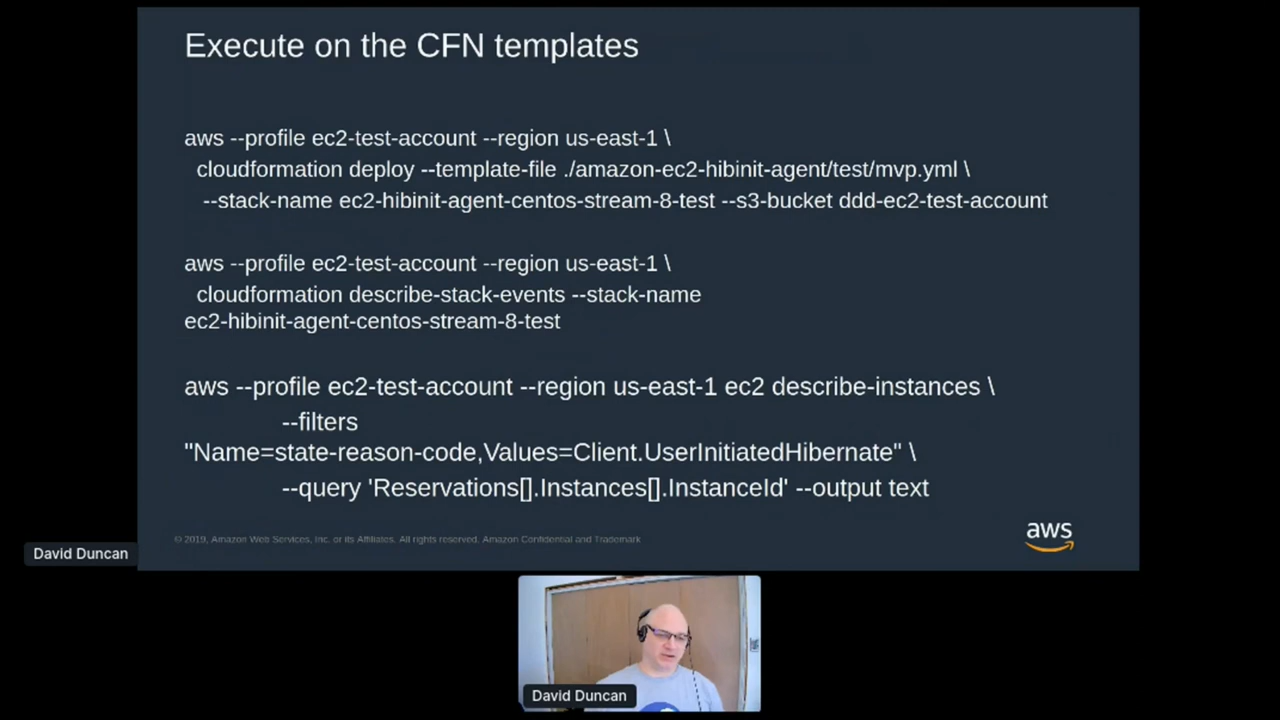 Execute on the CFN templates
aws --profile ec2-test-account --region us-east-1 \
cloudformation deploy --template-file ./amazon-ec2-hibinit-agent/test/mvp.yml \
--stack-name ec2-hibinit-agent-centos-stream-8-test --s3-bucket ddd-ec2-test-account
aws --profile ec2-test-account --region us-east-1 \
cloudformation describe-stack-events --stack-name
ec2-hibinit-agent-centos-stream-8-test
aws --profile ec2-test-account --region us-east-1 ec2 describe-instances \
--filters
"Name=state-reason-code,Values=Client.UserInitiatedHibernate" \
--query 'Reservations[].Instances[].InstanceId' --output text
© 2019, Amazon Web Services, Inc. or its Affiliates. All rights reserved. Amazon Confidential and Trademark
aws
David Duncan
David Duncan